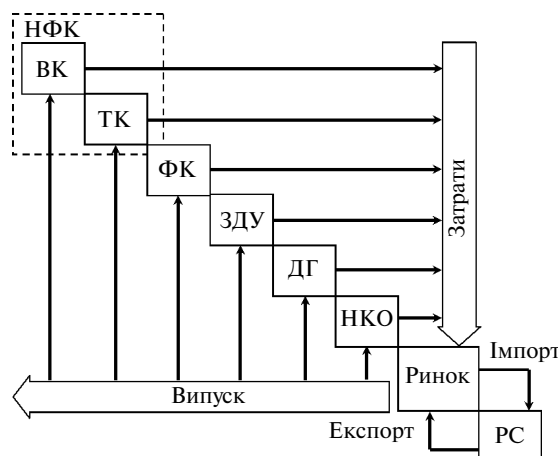 НФК
ВК
ТК
ФК
ЗДУ
ДГ
НКО
Затрати
Імпорт
Ринок
Випуск
Експорт
РС